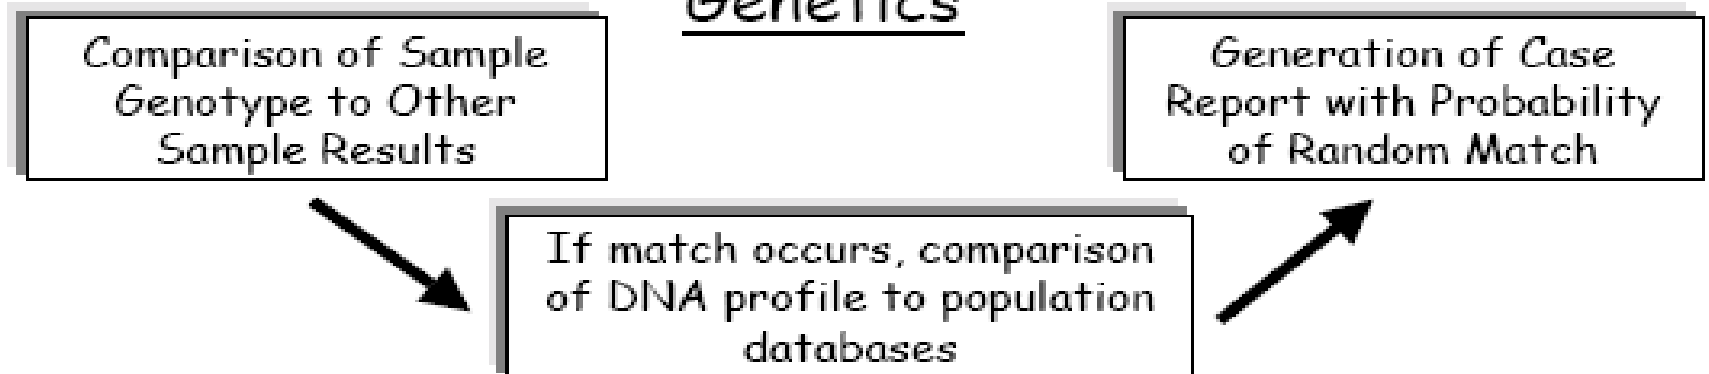 Genetics
Comparison of Sample
Genotype to Other
Sample Results
If match occurs, comparison
of DNA profile to population
databases
Generation of Case
Report with Probability
of Random Match